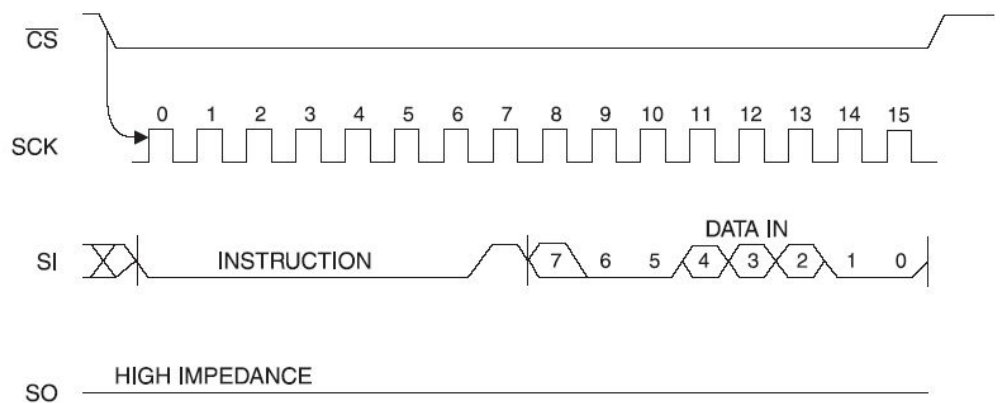 CS
0 1 2 3 4 5 6 7 8 9 10 11 12 13 14 15
SCK
DATA IN
SI INSTRUCTION 7 6 5 4 3 2 1 0
HIGH IMPEDANCE
SO